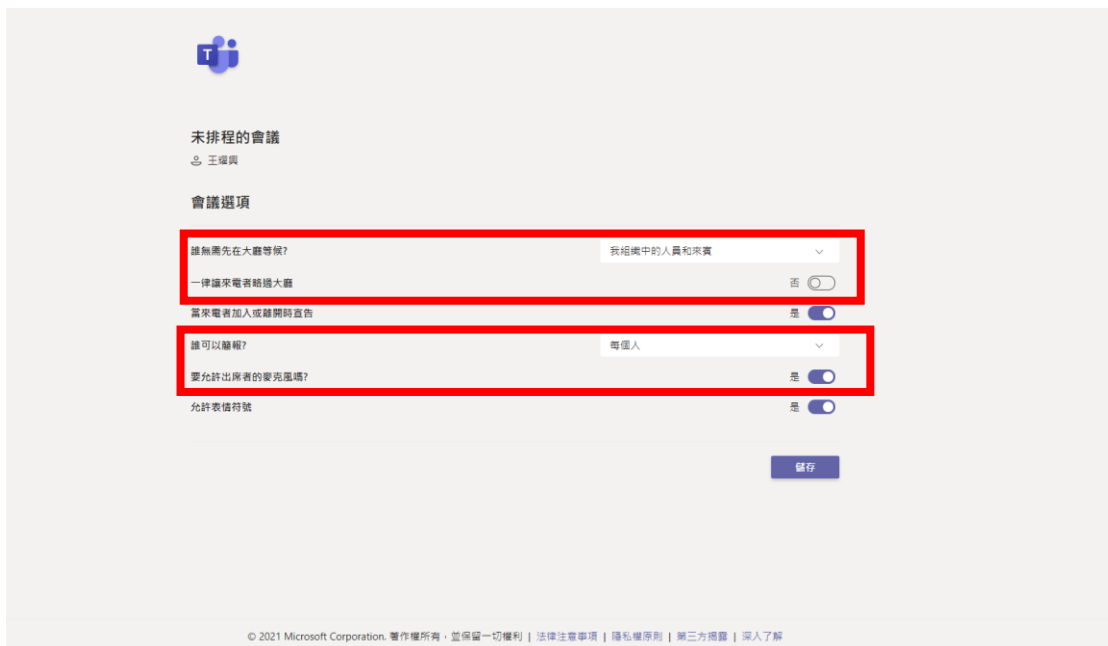 T
未排程的會議
王耀興
會議選項
誰無需先在大廳等候? 我組織中的人員和來賓
一律讓來電者略過大廳 否
當來電者加入或離開時宣告 是
誰可以簡報? 每個人
要允許出席者的麥克風嗎? 是
允許表情符號 是
儲存
© 2021 Microsoft Corporation. 著作權所有，並保留一切權利 | 法律注意事項 | 隱私權原則 | 第三方揭露 | 深入了解